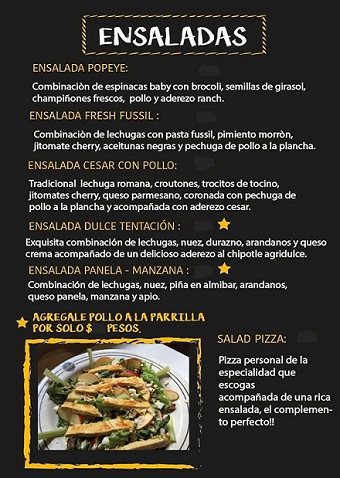 ENSALADAS
ENSALADA POPEYE:
Combinaciòn de espinacas baby con brocoli, semillas de girasol,
champiñones frescos, pollo y aderezo ranch.
ENSALADA FRESH FUSSIL :
Combinaciòn de lechugas con pasta fussil, pimiento morròn,
jitomate cherry, aceitunas negras y pechuga de pollo a la plancha.
ENSALADA CESAR CON POLLO:
Tradicional lechuga romana, croutones, trocitos de tocino,
jitomates cherry, queso parmesano, coronada con pechuga de
pollo a la plancha y acompañada con aderezo cesar.
ENSALADA DULCE TENTACIÓN :
Exquisita combinación de lechugas, nuez, durazno, arandanos y queso
crema acompañado de un delicioso aderezo al chipotle agridulce.
ENSALADA PANELA - MANZANA :
Combinación de lechugas, nuez, piña en almibar, arandanos,
queso panela, manzana y apio.
AGREGALE POLLO A LA PARRILLA
POR SOLO $ PESOS.
SALAD PIZZA:
Pizza personal de la
especialidad que
escogas
acompañada de una rica
ensalada, el complemen-
to perfecto!!